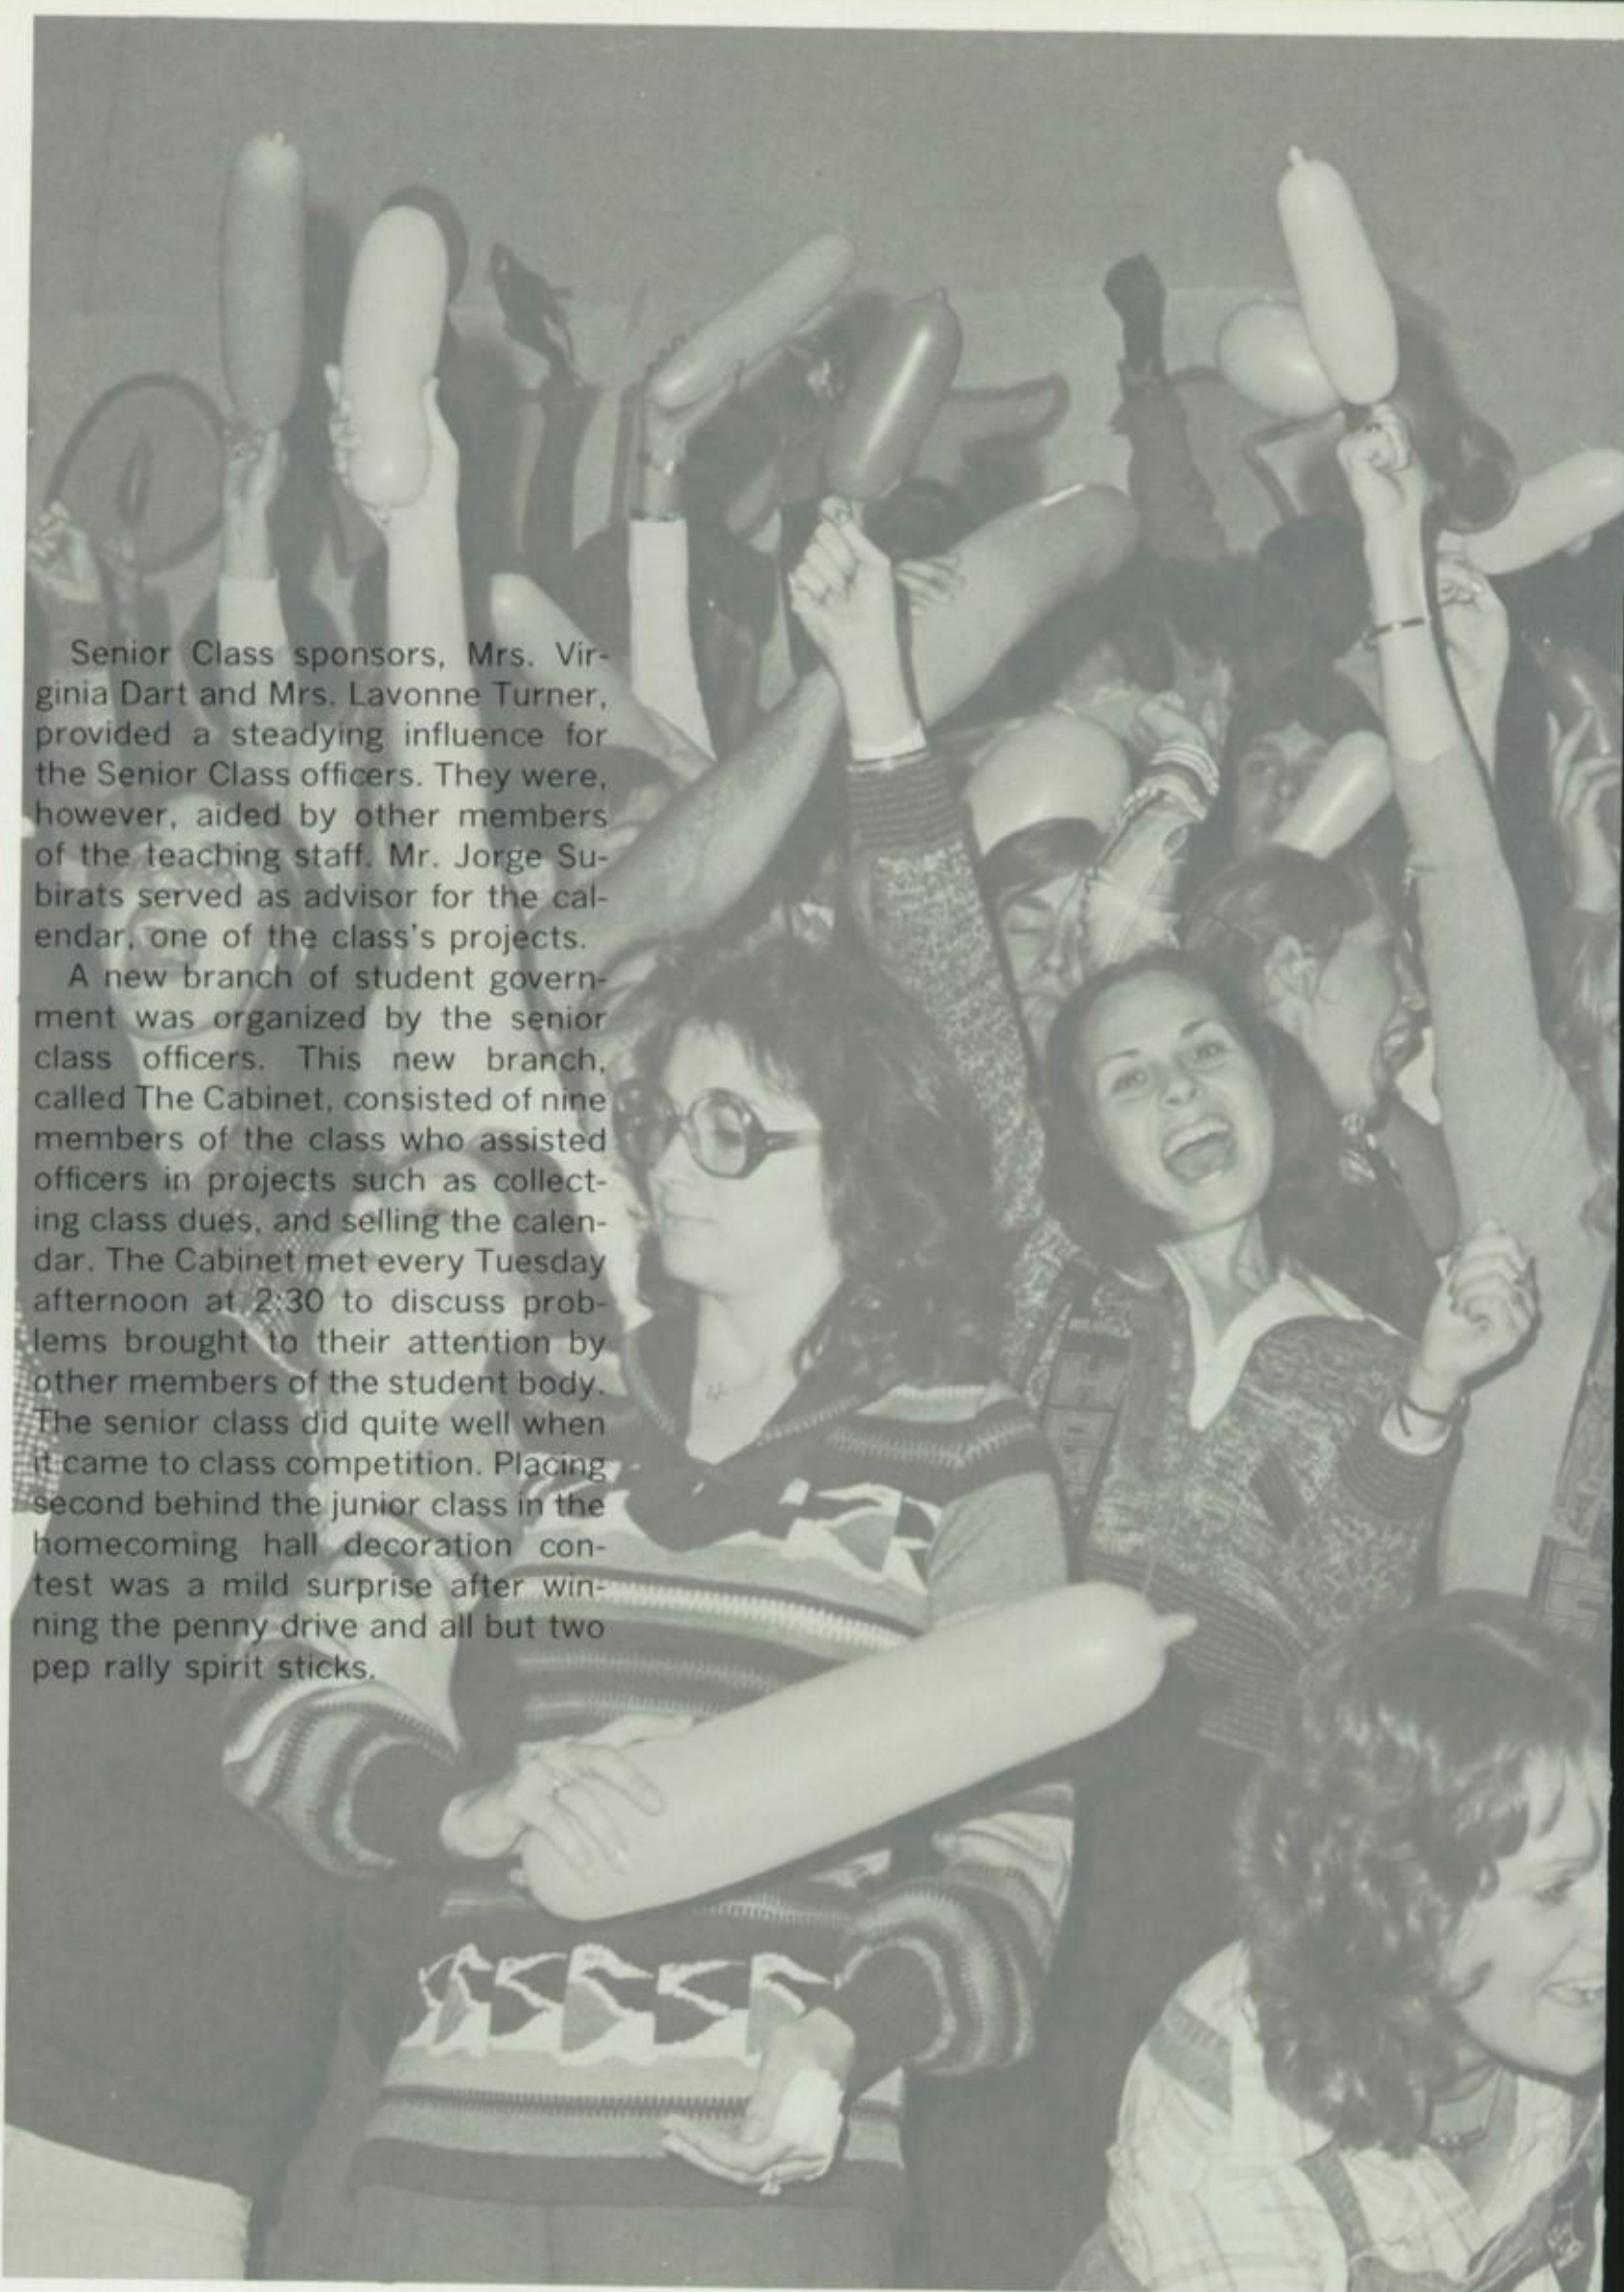 Senior Class sponsors, Mrs. Vir-
ginia Dart and Mrs. Lavonne Turner,
provided a steadying influence for
the Senior Class officers. They were,
however, aided by other members
of the teaching staff. Mr. Jorge Su-
birats served as advisor for the cal-
endar, one of the class's projects.
A new branch of student govern-
ment was organized by the senior
class officers. This new branch,
called The Cabinet, consisted of nine
members of the class who assisted
officers in projects such as collect-
ing class dues, and selling the calen-
dar. The Cabinet met every Tuesday
afternoon at 2:30 to discuss prob-
lems brought to their attention by
other members of the student body.
The senior class did quite well when
it came to class competition. Placing
second behind the junior class in the
homecoming hall decoration con-
test was a mild surprise after win-
ning the penny drive and all but two
pep rally spirit sticks.